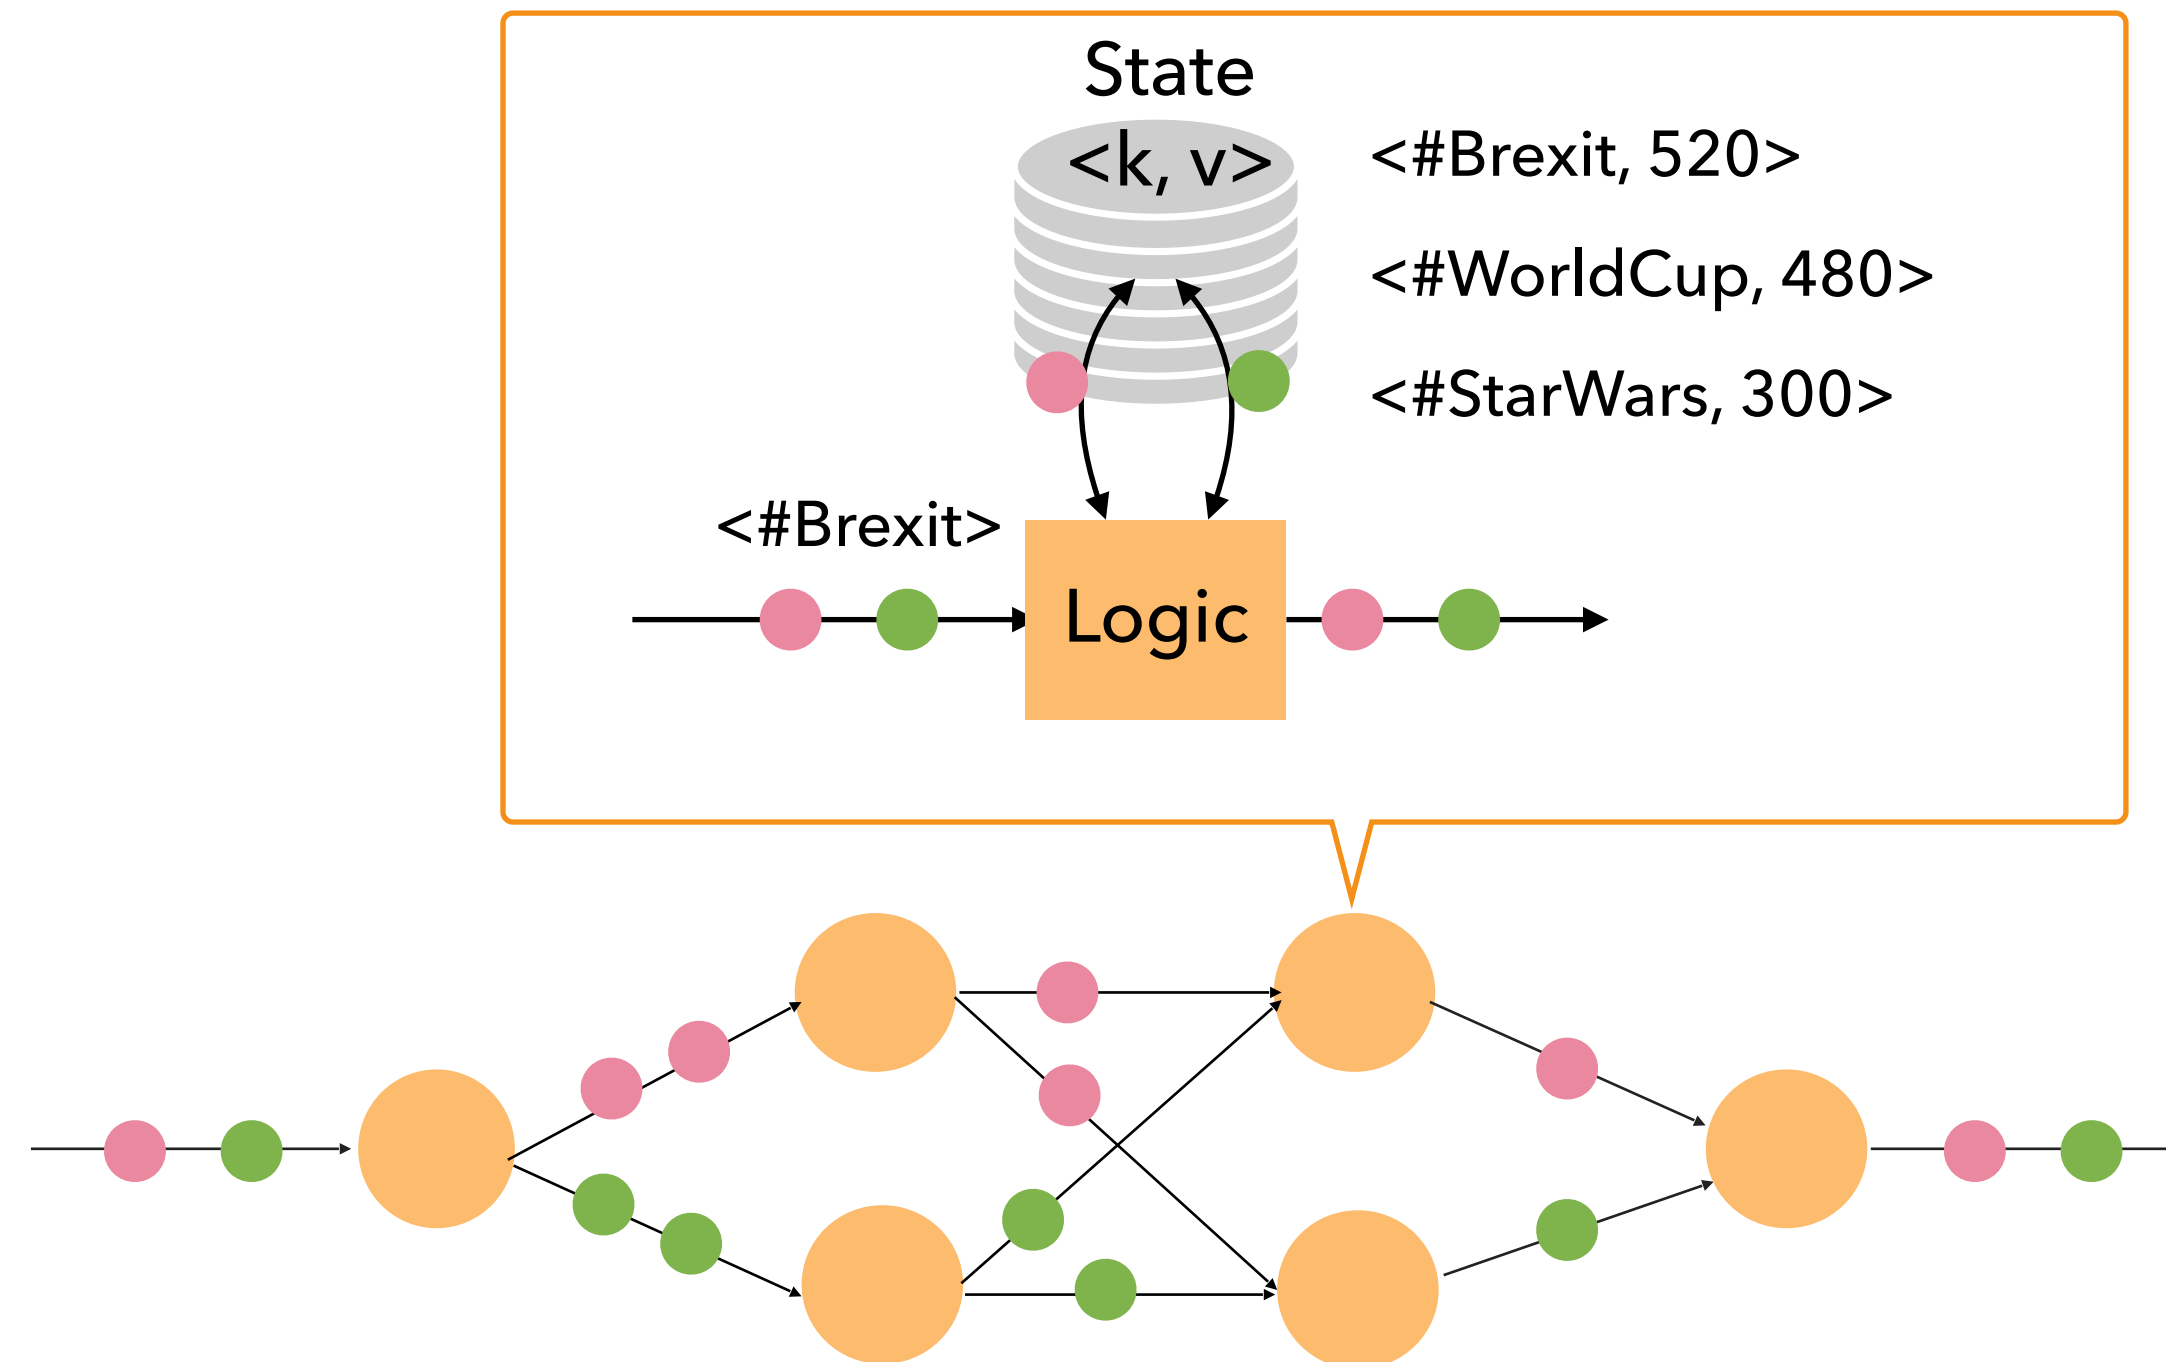 State
<k, v>
<#Brexit, 520>
<#WorldCup, 480>
<#StarWars, 300>
<#Brexit>
Logic